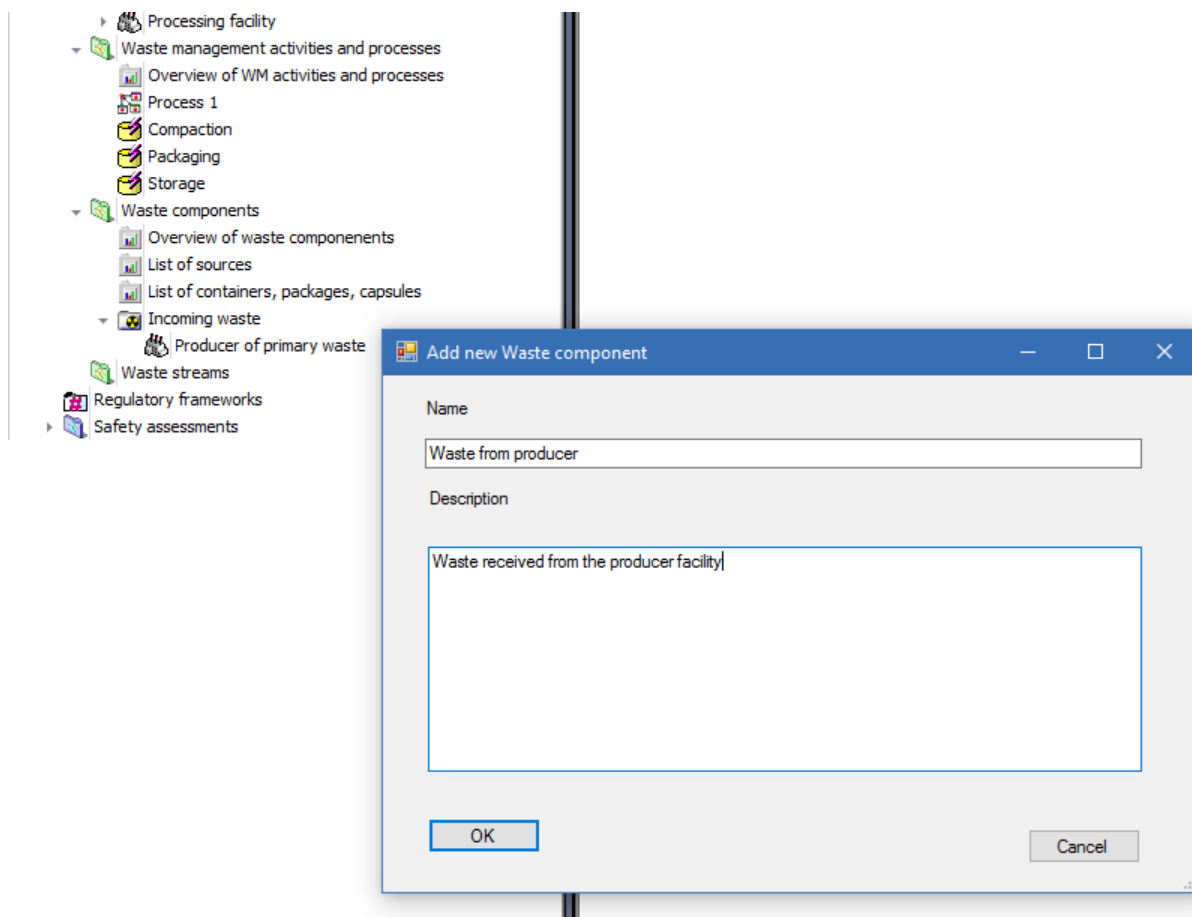 Processing facility
Waste management activities and processes
Overview of WM activities and processes
Process 1
Compaction
Packaging
Storage
Waste components
Overview of waste componenents
List of sources
List of containers, packages, capsules
Incoming waste
Producer of primary waste
Waste streams
Regulatory frameworks
Safety assessments
Add new Waste component
Name
Waste from producer
Description
Waste received from the producer facility
OK
Cancel